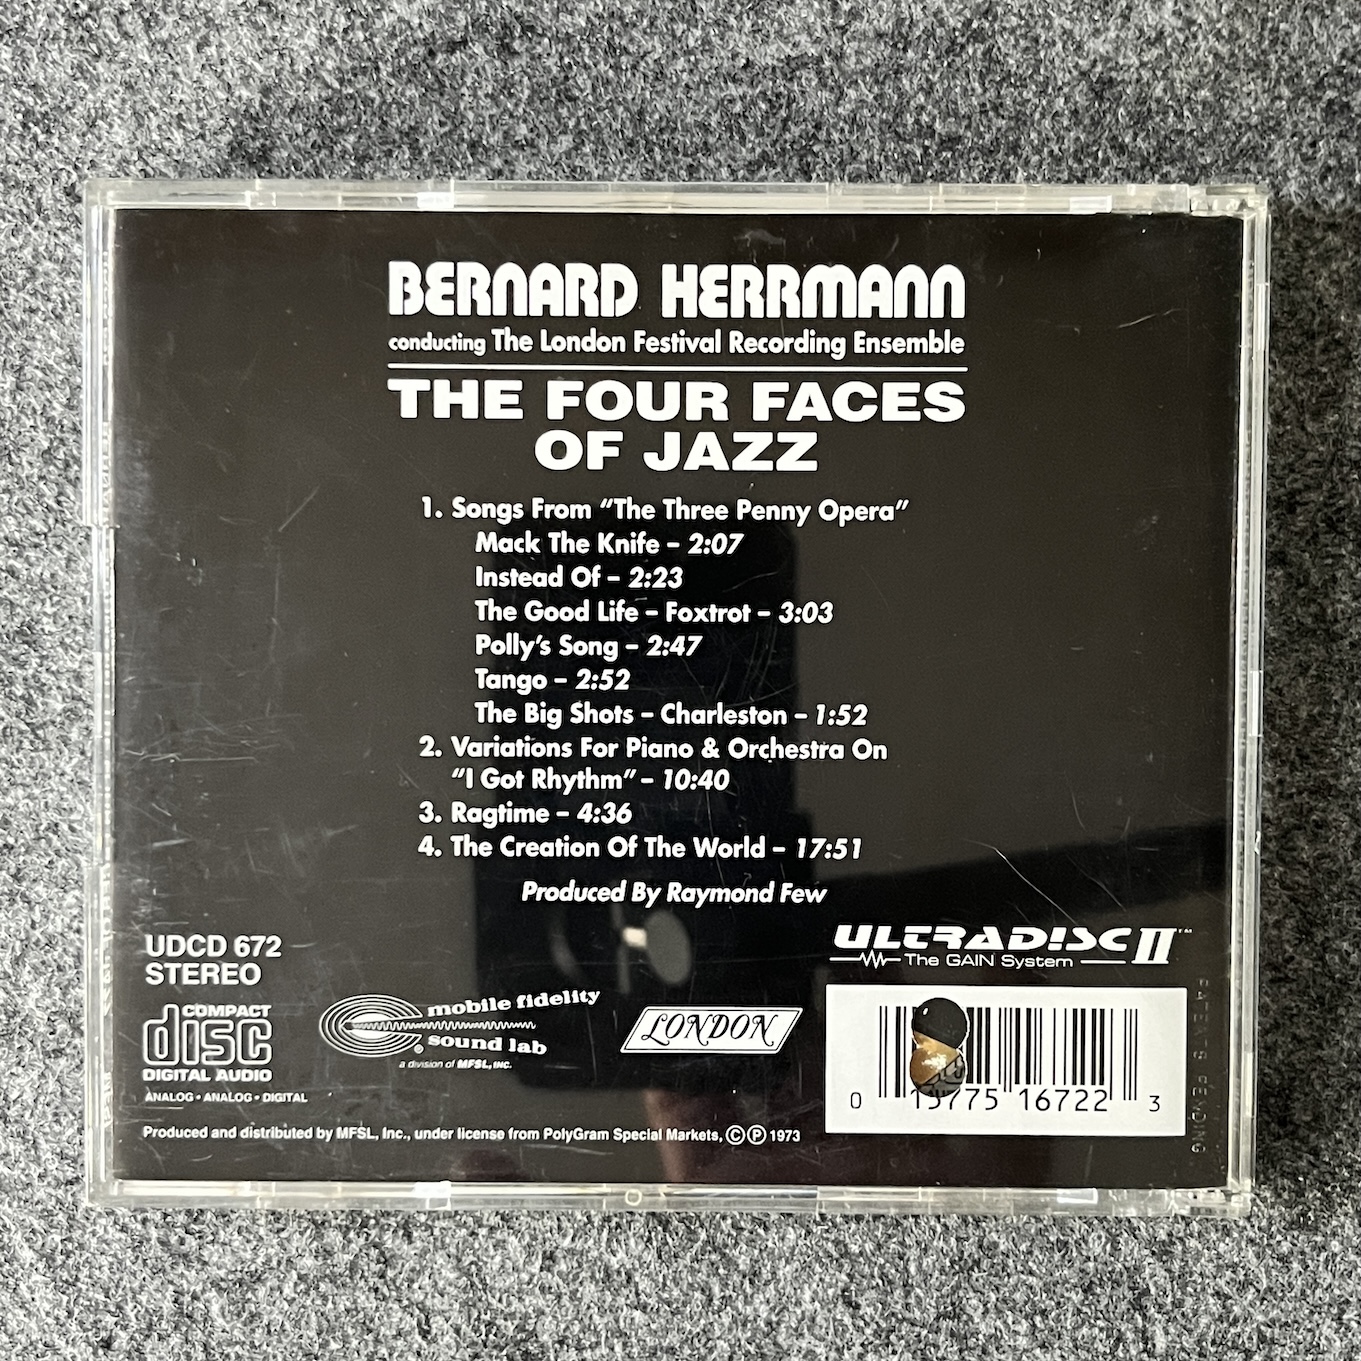 BERNARD HERRMANN
conducting The London Festival Recording Ensemble
THE FOUR FACES
OF JAZZ
1. Songs From “The Three Penny Opera”
Mack The Knife – 2:07
Instead Of – 2:23
The Good Life – Foxtrot – 3:03
Polly’s Song – 2:47
Tango – 2:52
The Big Shots – Charleston – 1:52
2. Variations For Piano & Orchestra On
“I Got Rhythm” – 10:40
3. Ragtime – 4:36
4. The Creation Of The World – 17:51
Produced By Raymond Few
UDCD 672
STEREO
COMPACT
disc
DIGITAL AUDIO
ANALOG • ANALOG • DIGITAL
mobile fidelity
® sound lab
a division of MFSL, INC.
LONDON
ULTRADISC II™
The GAIN System
0 15775 16722 3
PATENTS PENDING
Produced and distributed by MFSL, Inc., under license from PolyGram Special Markets, Ⓒ Ⓟ 1973